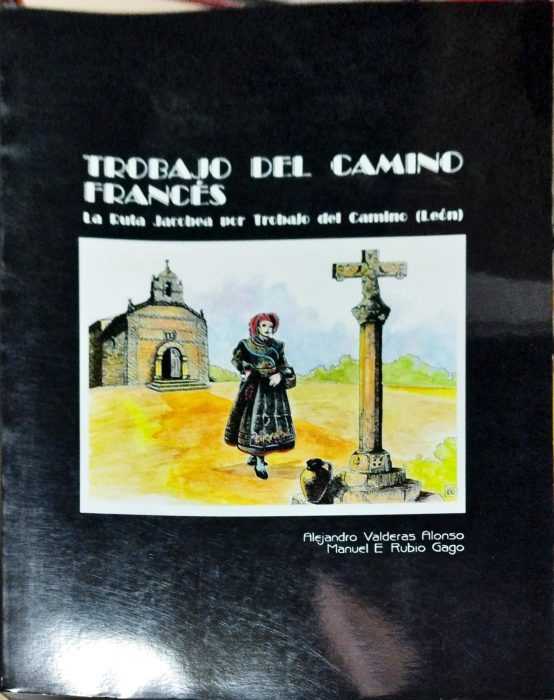 TROBAJO DEL CAMINO
FRANCÉS
La Ruta Jacobea por Trobajo del Camino (León)
Alejandro Valderas Alonso
Manuel E Rubio Gago